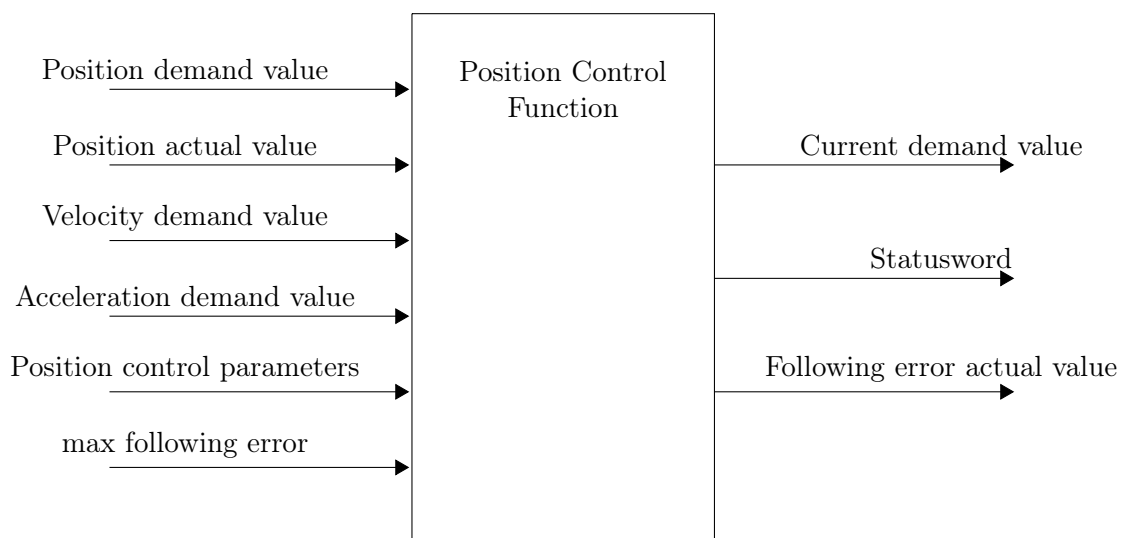 Position demand value
Position actual value
Velocity demand value
Acceleration demand value
Position control parameters
max following error
Position Control
Function
Current demand value
Statusword
Following error actual value